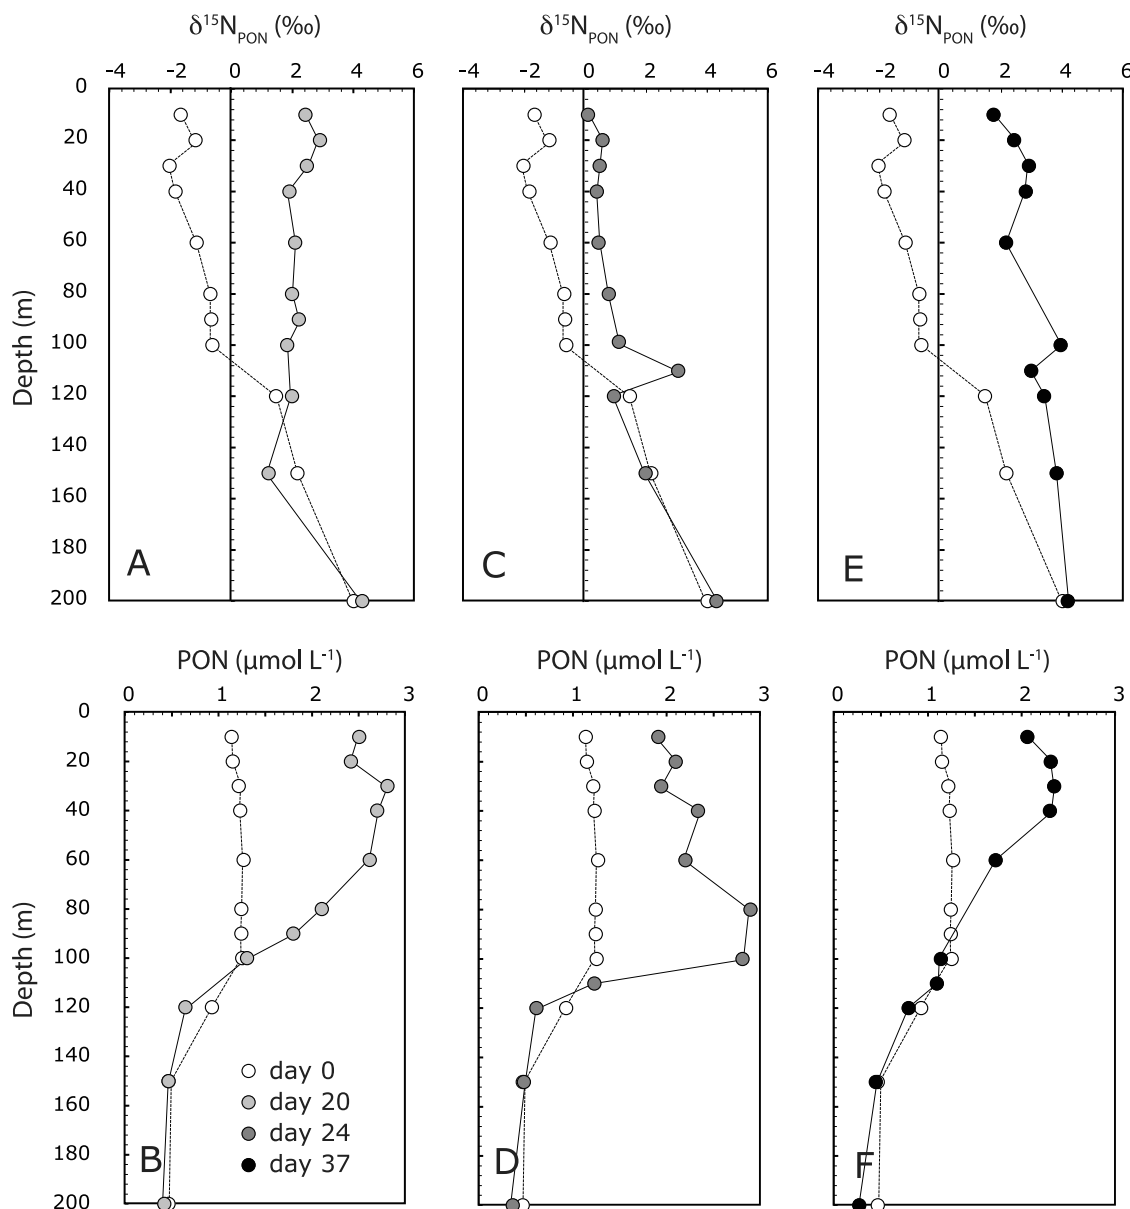 δ¹⁵N_PON (‰) δ¹⁵N_PON (‰) δ¹⁵N_PON (‰)
-4 -2 0 2 4 6 -4 -2 0 2 4 6 -4 -2 0 2 4 6
0
20
40
60
80
100
120
140
160
180
200
Depth (m)
A C E
PON (µmol L⁻¹) PON (µmol L⁻¹) PON (µmol L⁻¹)
0 1 2 3 0 1 2 3 0 1 2 3
0
20
40
60
80
100
120
140
160
180
200
Depth (m)
day 0
day 20
day 24
day 37
B D F